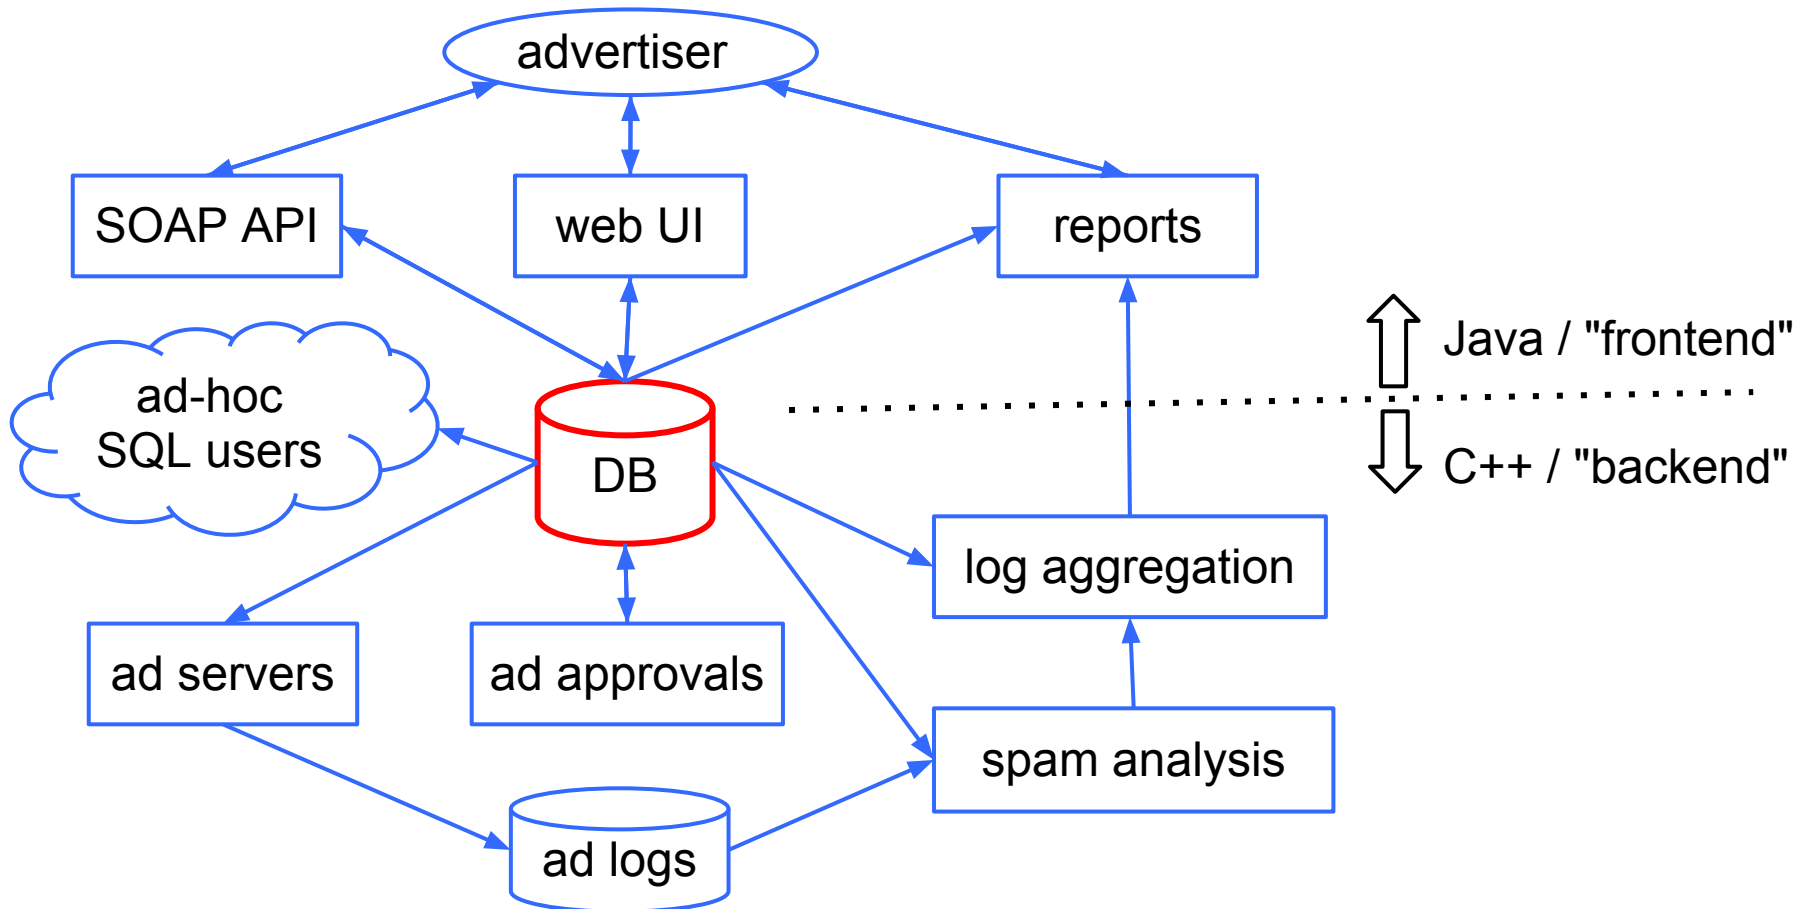 advertiser
SOAP API
web UI
reports
Java / "frontend"
ad-hoc
SQL users
DB
C++ / "backend"
log aggregation
ad servers
ad approvals
spam analysis
ad logs